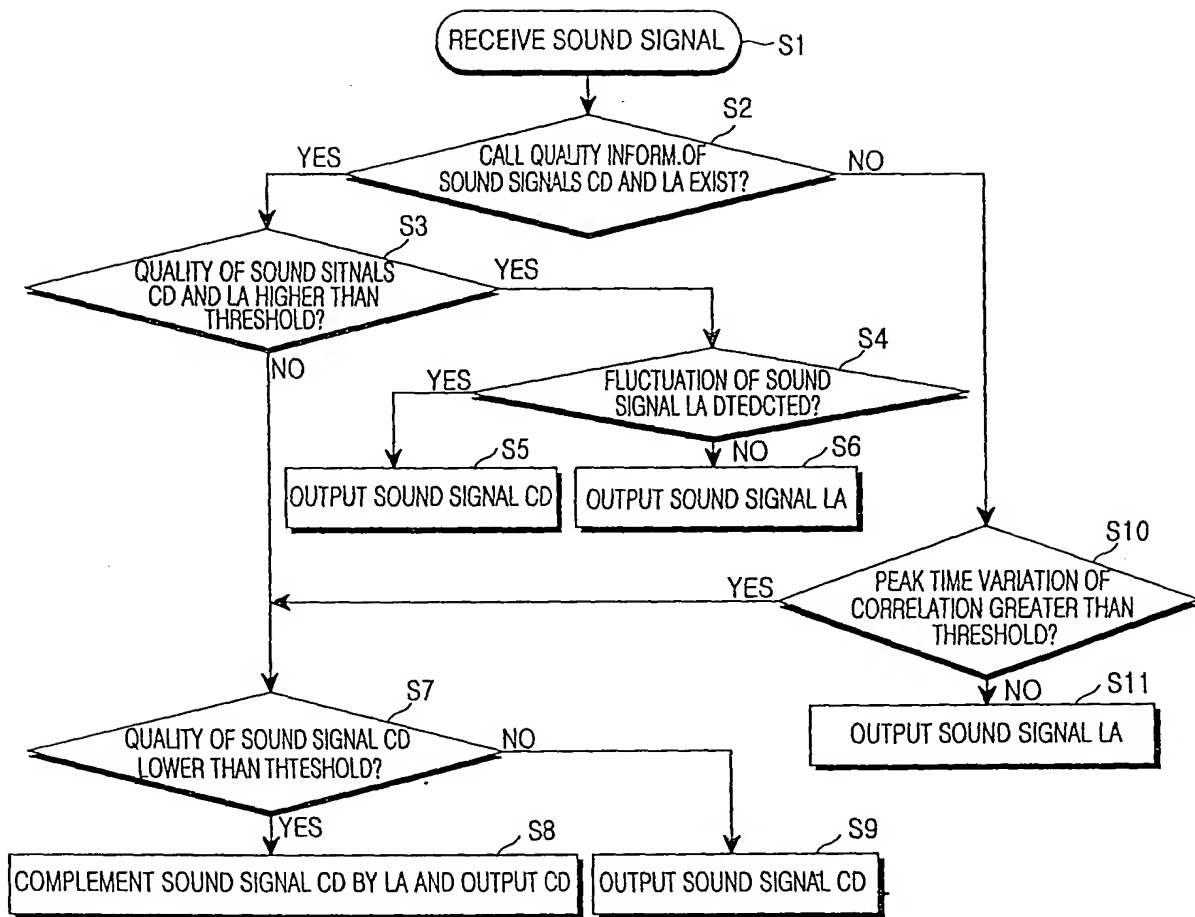 RECEIVE SOUND SIGNAL
S1
S2
CALL QUALITY INFORM.OF
SOUND SIGNALS CD AND LA EXIST?
YES
NO
S3
QUALITY OF SOUND SITNALS
CD AND LA HIGHER THAN
THRESHOLD?
YES
NO
S4
FLUCTUATION OF SOUND
SIGNAL LA DTEDCTED?
YES
NO
S5
OUTPUT SOUND SIGNAL CD
S6
OUTPUT SOUND SIGNAL LA
S10
PEAK TIME VARIATION OF
CORRELATION GREATER THAN
THRESHOLD?
YES
NO
S11
OUTPUT SOUND SIGNAL LA
S7
QUALITY OF SOUND SIGNAL CD
LOWER THAN THTESHOLD?
NO
YES
S8
COMPLEMENT SOUND SIGNAL CD BY LA AND OUTPUT CD
S9
OUTPUT SOUND SIGNAL CD